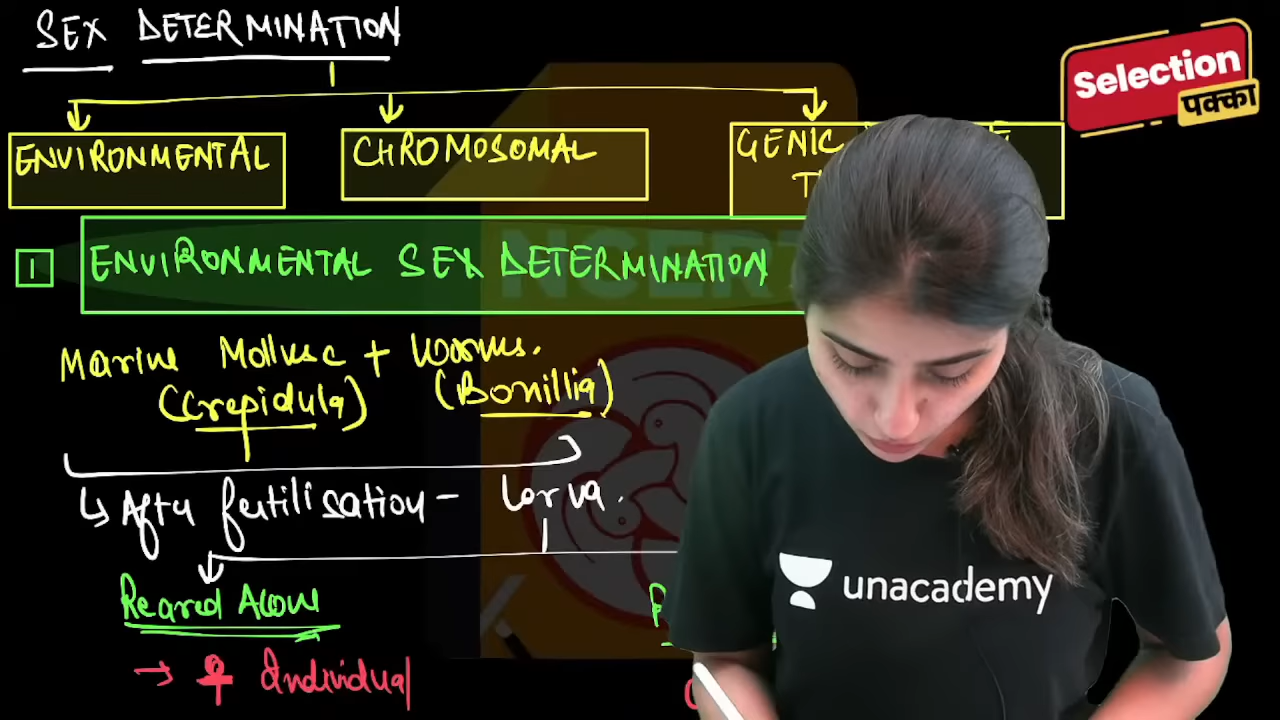 SEX DETERMINATION
Selection
पक्का
ENVIRONMENTAL
CHROMOSOMAL
GENIC
1
ENVIRONMENTAL SEX DETERMINATION
NCERT
Marine Mollusc + Worms.
(Crepidula) (Bonillia)
↳ After fertilisation - Larva.
Reared Alone
→ ♀ Individual
unacademy